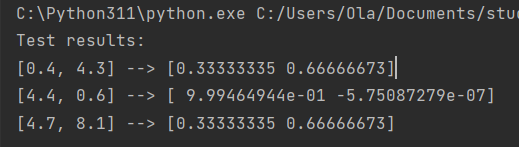 C:\Python311\python.exe C:/Users/Ola/Documents/stu
Test results:
[0.4, 4.3] --> [0.33333335 0.66666673]
[4.4, 0.6] --> [ 9.99464944e-01 -5.75087279e-07]
[4.7, 8.1] --> [0.33333335 0.66666673]